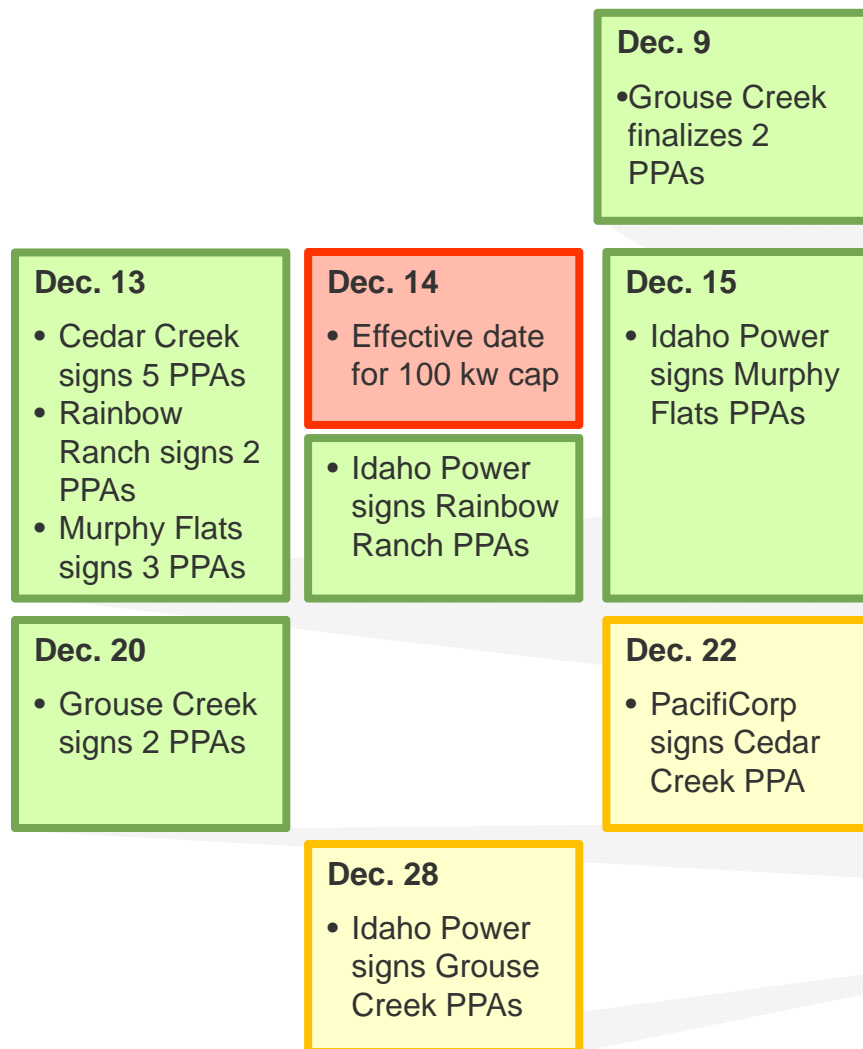 Dec. 9
•Grouse Creek
finalizes 2
PPAs
Dec. 13
• Cedar Creek
signs 5 PPAs
• Rainbow
Ranch signs 2
PPAs
• Murphy Flats
signs 3 PPAs
Dec. 14
• Effective date
for 100 kw cap
• Idaho Power
signs Rainbow
Ranch PPAs
Dec. 15
• Idaho Power
signs Murphy
Flats PPAs
Dec. 20
• Grouse Creek
signs 2 PPAs
Dec. 22
• PacifiCorp
signs Cedar
Creek PPA
Dec. 28
• Idaho Power
signs Grouse
Creek PPAs